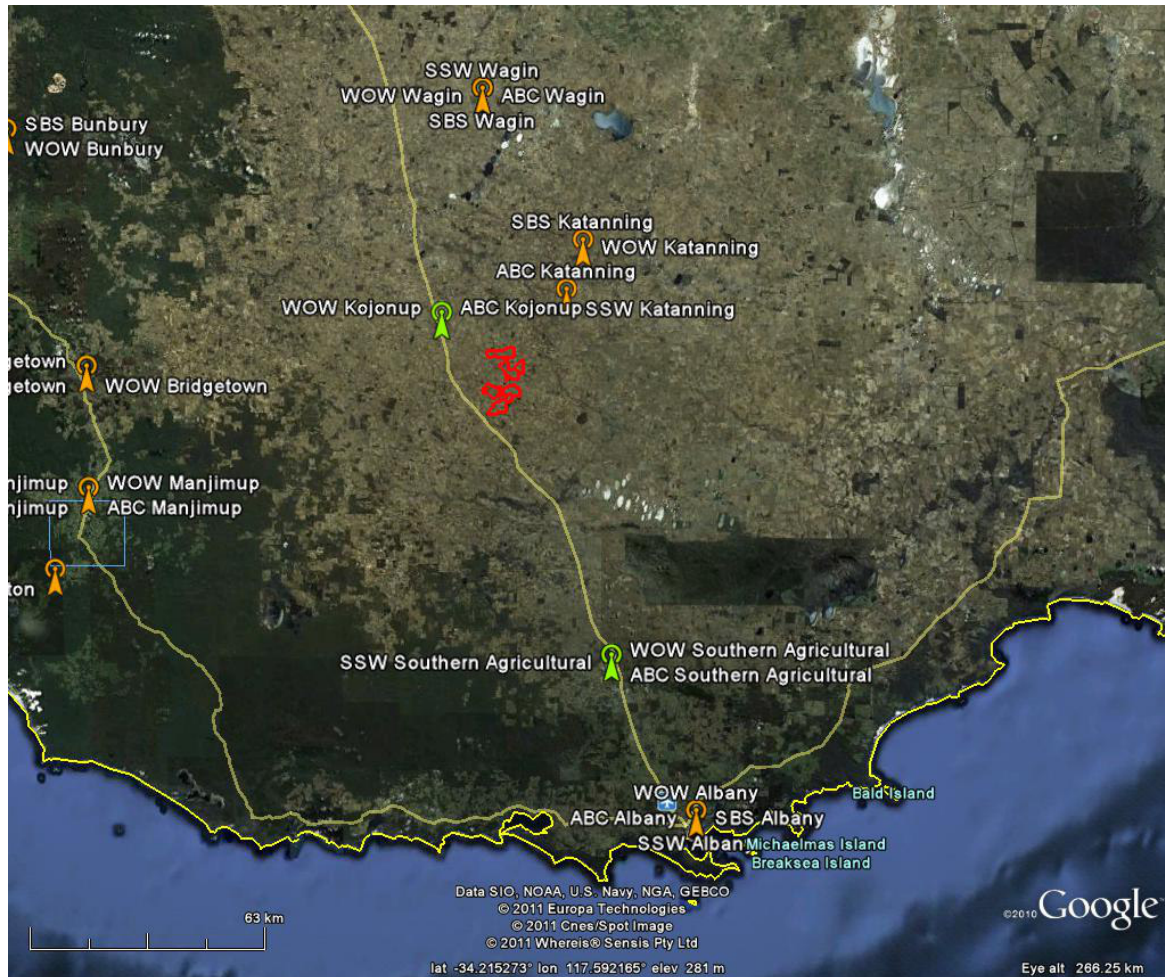 SSW Wagin
WOW Wagin
ABC Wagin
SBS Wagin
SBS Bunbury
WOW Bunbury
SBS Katanning
WOW Katanning
ABC Katanning
WOW Kojonup
ABC Kojonup
SSW Katanning
getown
getown
WOW Bridgetown
njimup
WOW Manjimup
njimup
ABC Manjimup
ton
WOW Southern Agricultural
SSW Southern Agricultural
ABC Southern Agricultural
WOW Albany
Bald Island
ABC Albany
SBS Albany
SSW Alban
Michaelmas Island
Breaksea Island
Data SIO, NOAA, U.S. Navy, NGA, GEBCO
© 2011 Europa Technologies
© 2011 Cnes/Spot Image
© 2011 Whereis® Sensis Pty Ltd
63 km
©2010 Google
lat -34.215273° lon 117.592165° elev 281 m
Eye alt 266.25 km